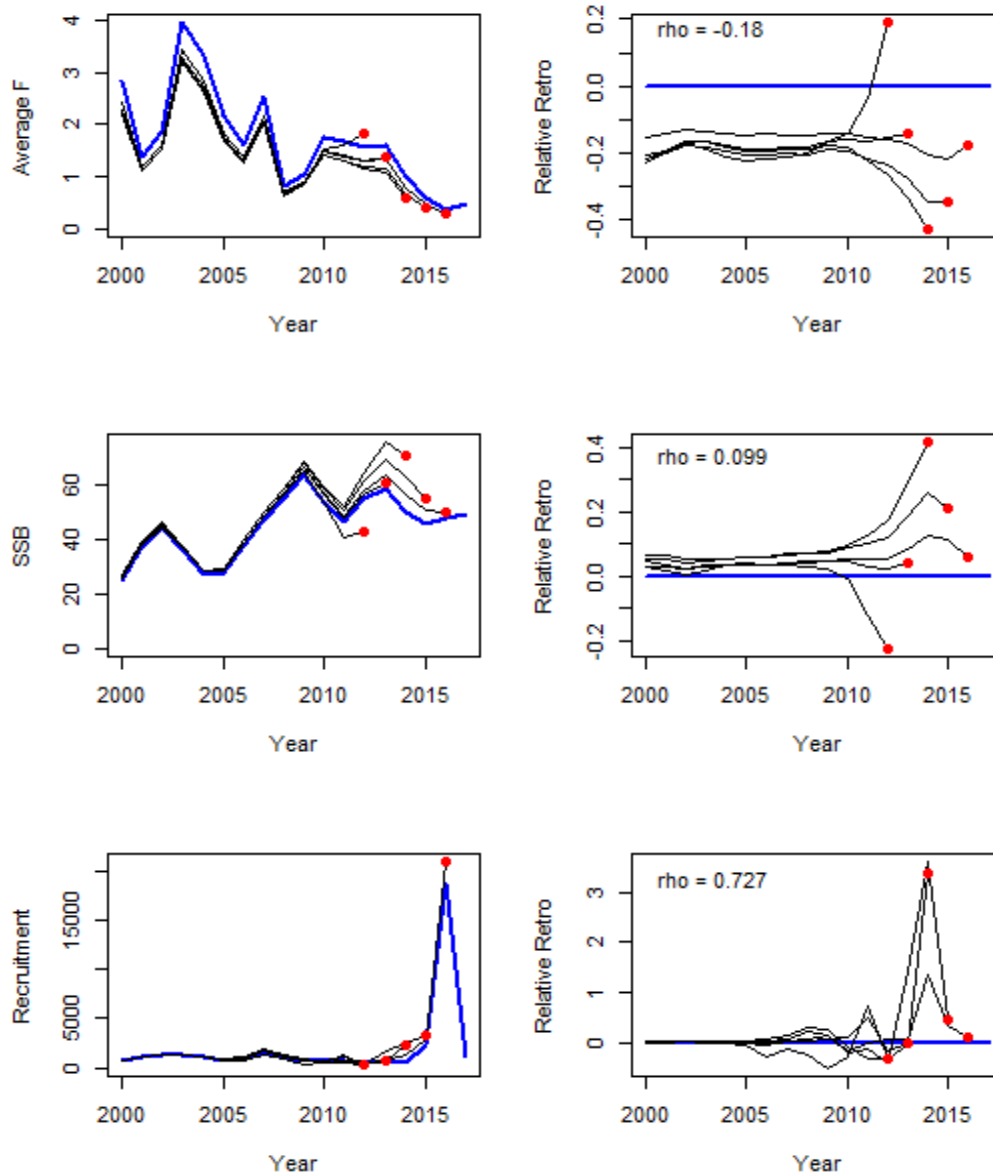 Average F
0 1 2 3 4
2000 2005 2010 2015
Year
Relative Retro
-0.4 -0.2 0.0 0.2
rho = -0.18
2000 2005 2010 2015
Year
SSB
0 20 40 60
2000 2005 2010 2015
Year
Relative Retro
-0.2 0.0 0.2 0.4
rho = 0.099
2000 2005 2010 2015
Year
Recruitment
0 5000 15000
2000 2005 2010 2015
Year
Relative Retro
0 1 2 3
rho = 0.727
2000 2005 2010 2015
Year